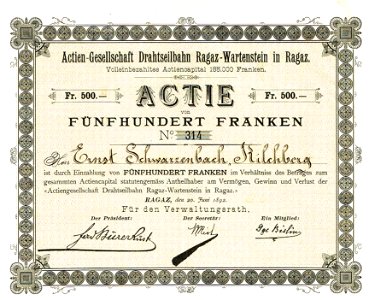 Actien-Gesellschaft Drahtseilbahn Ragaz-Wartenstein in Ragaz.
Volleinbezahltes Actiencapital 188.000 Franken.
Fr. 500.— ACTIE Fr. 500.—
von
FÜNFHUNDERT FRANKEN
No 314
Herr Ernst Schwarzenbach, Kilchberg
ist durch Einzahlung von FÜNFHUNDERT FRANKEN im Verhältniss des Betrages zum
gesammten Actiencapital statutengemäss Antheilhaber am Vermögen, Gewinn und Verlust der
«Actiengesellschaft Drahtseilbahn Ragaz-Wartenstein in Ragaz.»
RAGAZ, den 20. Juni 1892.
Für den Verwaltungsrath.
Der Präsident: Der Secretär: Ein Mitglied: